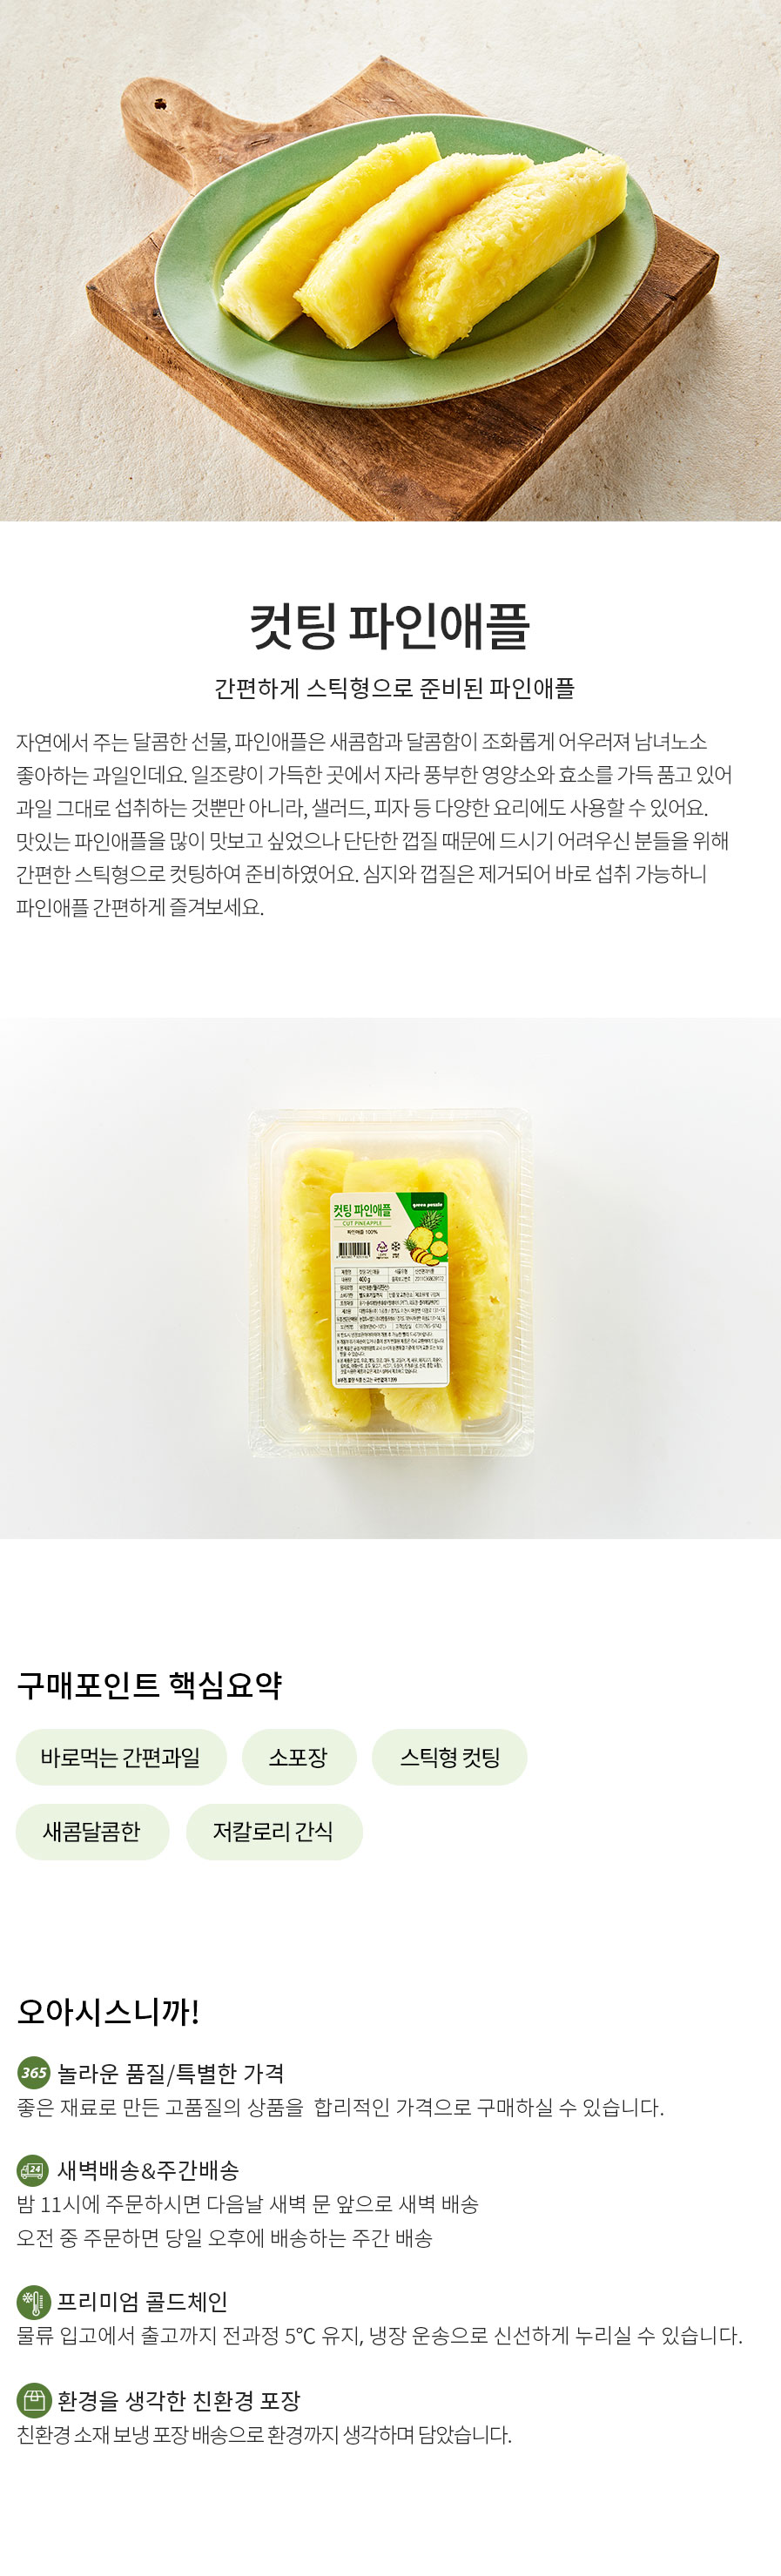 컷팅 파인애플
간편하게 스틱형으로 준비된 파인애플
자연에서 주는 달콤한 선물, 파인애플은 새콤함과 달콤함이 조화롭게 어우러져 남녀노소
좋아하는 과일인데요. 일조량이 가득한 곳에서 자라 풍부한 영양소와 효소를 가득 품고 있어
과일 그대로 섭취하는 것뿐만 아니라, 샐러드, 피자 등 다양한 요리에도 사용할 수 있어요.
맛있는 파인애플을 많이 맛보고 싶었으나 단단한 껍질 때문에 드시기 어려우신 분들을 위해
간편한 스틱형으로 컷팅하여 준비하였어요. 심지와 껍질은 제거되어 바로 섭취 가능하니
파인애플 간편하게 즐겨보세요.
green puzzle
컷팅 파인애플
CUT PINEAPPLE
파인애플 100%
400 g
구매포인트 핵심요약
바로먹는 간편과일 소포장 스틱형 컷팅
새콤달콤한 저칼로리 간식
오아시스니까!
365 놀라운 품질/특별한 가격
좋은 재료로 만든 고품질의 상품을 합리적인 가격으로 구매하실 수 있습니다.
24 새벽배송&주간배송
밤 11시에 주문하시면 다음날 새벽 문 앞으로 새벽 배송
오전 중 주문하면 당일 오후에 배송하는 주간 배송
프리미엄 콜드체인
물류 입고에서 출고까지 전과정 5℃ 유지, 냉장 운송으로 신선하게 누리실 수 있습니다.
환경을 생각한 친환경 포장
친환경 소재 보냉 포장 배송으로 환경까지 생각하며 담았습니다.